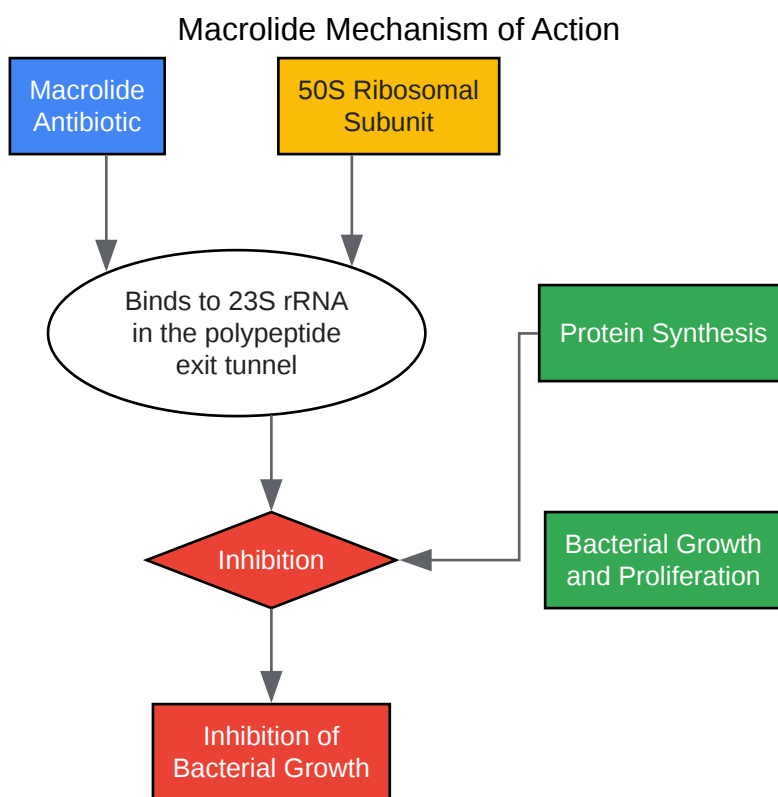 Macrolide Mechanism of Action
Macrolide
Antibiotic
50S Ribosomal
Subunit
Binds to 23S rRNA
in the polypeptide
exit tunnel
Protein Synthesis
Inhibition
Bacterial Growth
and Proliferation
Inhibition of
Bacterial Growth